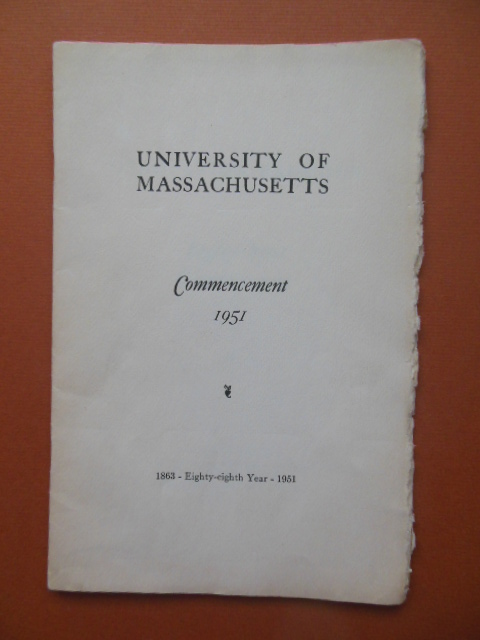 UNIVERSITY OF
MASSACHUSETTS
Commencement
1951
1863 - Eighty-eighth Year - 1951